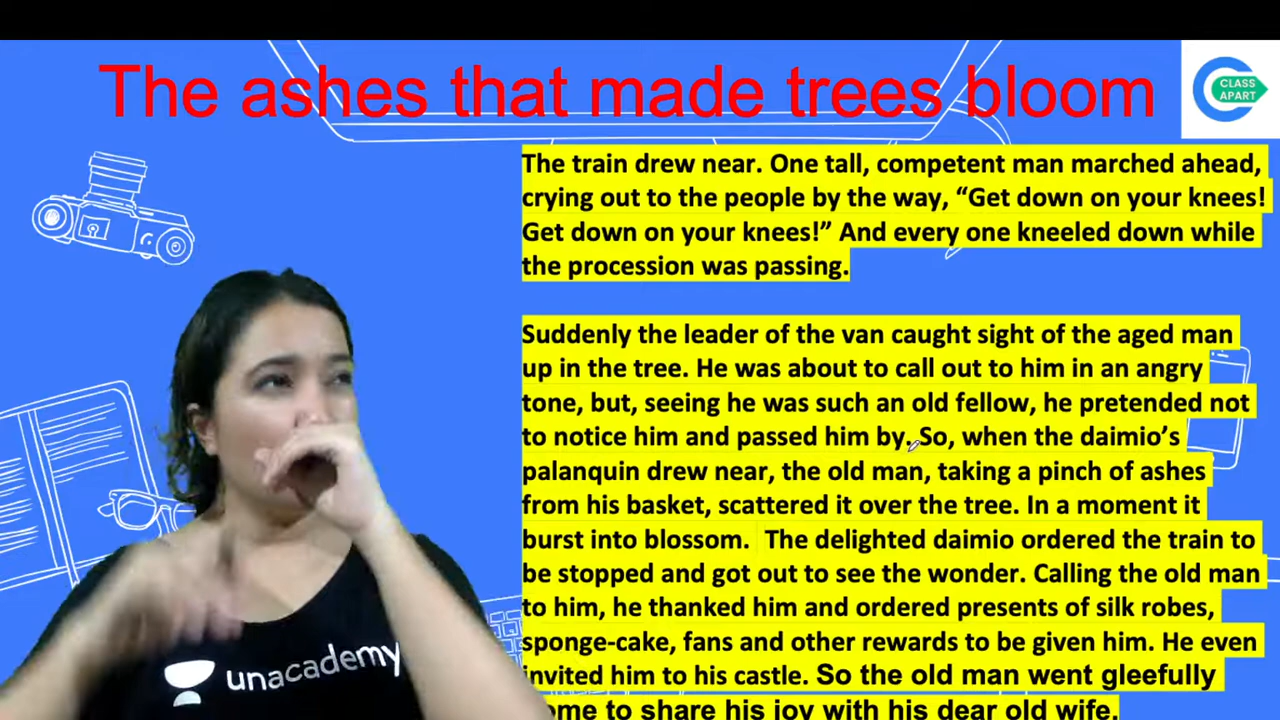 The ashes that made trees bloom
CLASS
APART
The train drew near. One tall, competent man marched ahead,
crying out to the people by the way, “Get down on your knees!
Get down on your knees!” And every one kneeled down while
the procession was passing.
Suddenly the leader of the van caught sight of the aged man
up in the tree. He was about to call out to him in an angry
tone, but, seeing he was such an old fellow, he pretended not
to notice him and passed him by. So, when the daimio’s
palanquin drew near, the old man, taking a pinch of ashes
from his basket, scattered it over the tree. In a moment it
burst into blossom. The delighted daimio ordered the train to
be stopped and got out to see the wonder. Calling the old man
to him, he thanked him and ordered presents of silk robes,
sponge-cake, fans and other rewards to be given him. He even
invited him to his castle. So the old man went gleefully
home to share his joy with his dear old wife.
unacademy